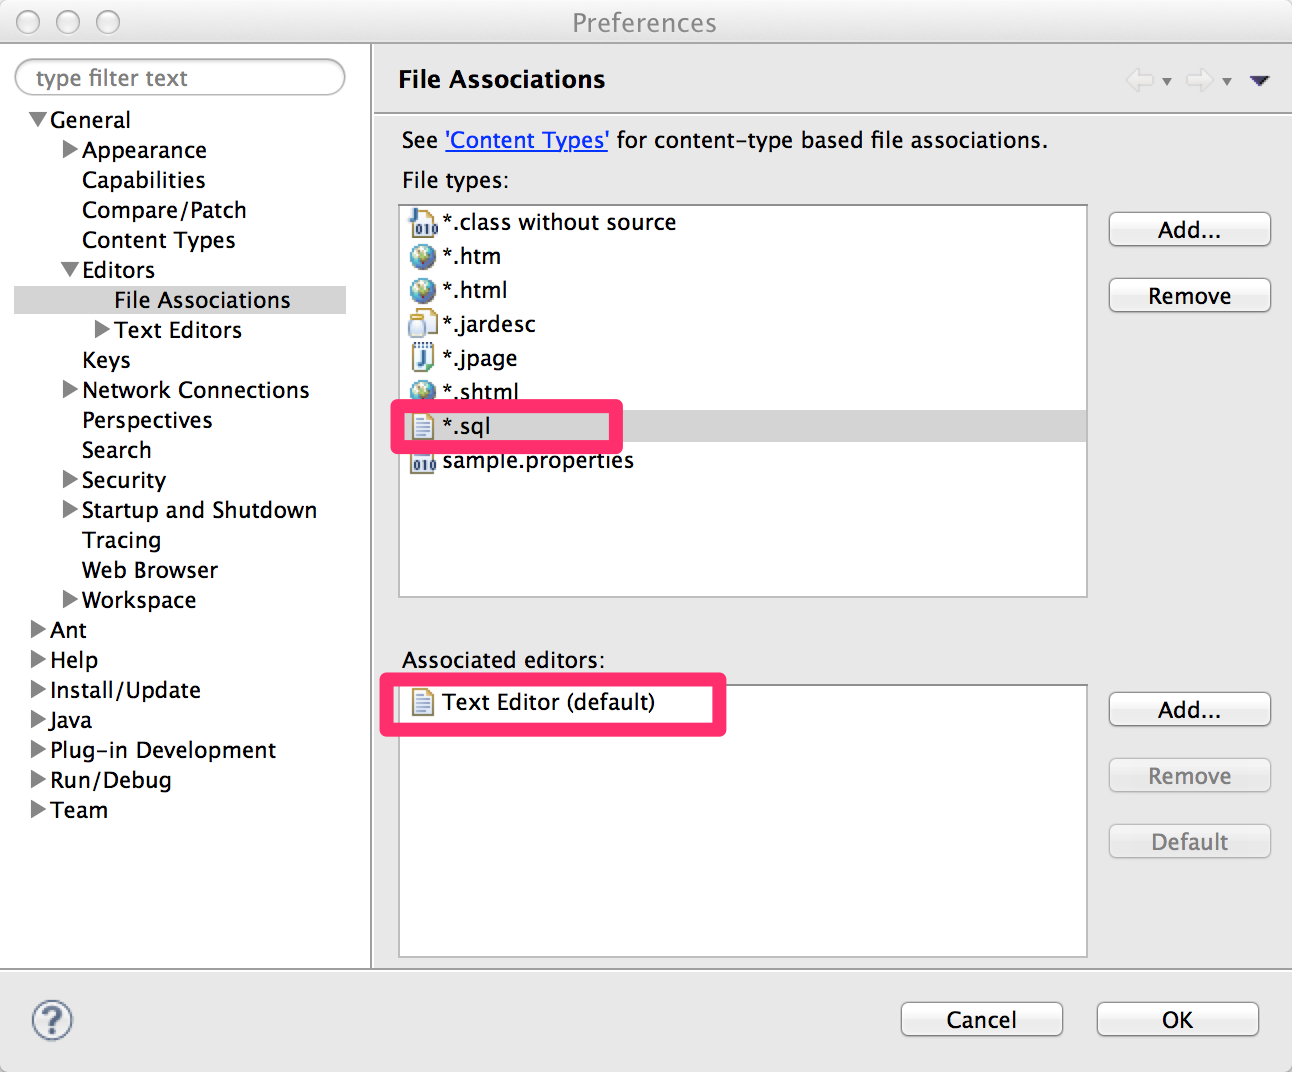 Preferences
type filter text
General
Appearance
Capabilities
Compare/Patch
Content Types
Editors
File Associations
Text Editors
Keys
Network Connections
Perspectives
Search
Security
Startup and Shutdown
Tracing
Web Browser
Workspace
Ant
Help
Install/Update
Java
Plug-in Development
Run/Debug
Team
File Associations
See 'Content Types' for content-type based file associations.
File types:
*.class without source
*.htm
*.html
*.jardesc
*.jpage
*.shtml
*.sql
sample.properties
Add...
Remove
Associated editors:
Text Editor (default)
Add...
Remove
Default
?
Cancel
OK